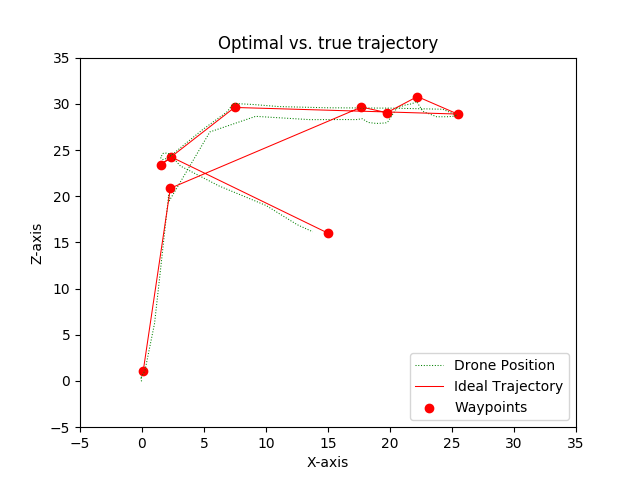 Optimal vs. true trajectory
35
30
25
20
15
10
5
0
−5
Z-axis
−5 0 5 10 15 20 25 30 35
X-axis
Drone Position
Ideal Trajectory
Waypoints